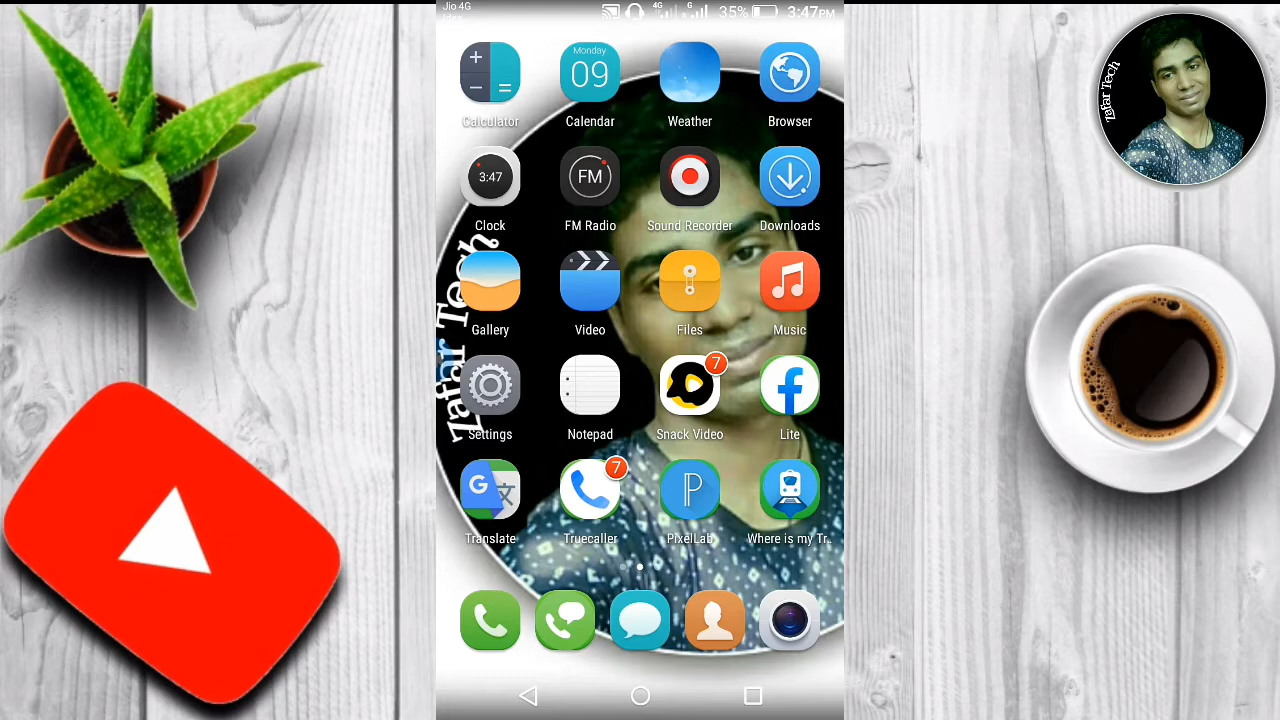 Jio 4G
4G
G
35%
3:47PM
Zafar Tech
Monday
09
Calculator
Calendar
Weather
Browser
3:47
FM
Clock
FM Radio
Sound Recorder
Downloads
Zafar Tech
Gallery
Video
Files
Music
7
Settings
Notepad
Snack Video
Lite
G
7
P
Translate
Truecaller
PixelLab
Where is my Tr..